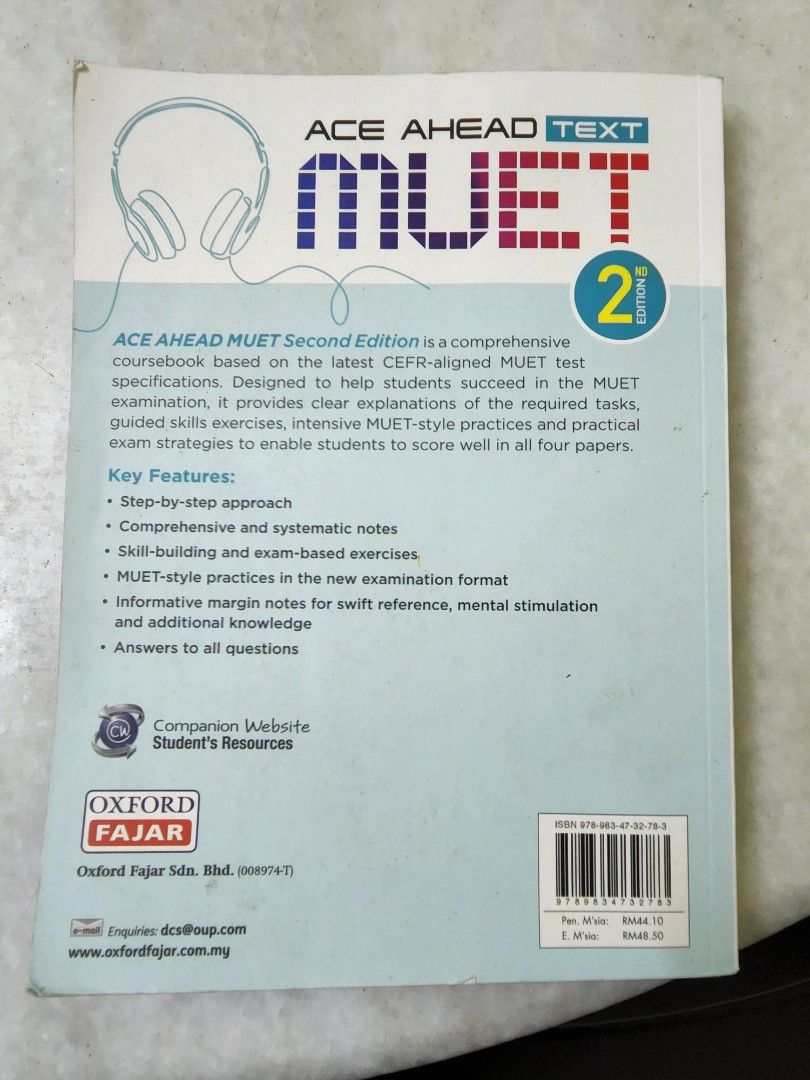 ACE AHEAD TEXT
MUET
2ND EDITION
ACE AHEAD MUET Second Edition is a comprehensive
coursebook based on the latest CEFR-aligned MUET test
specifications. Designed to help students succeed in the MUET
examination, it provides clear explanations of the required tasks,
guided skills exercises, intensive MUET-style practices and practical
exam strategies to enable students to score well in all four papers.
Key Features:
• Step-by-step approach
• Comprehensive and systematic notes
• Skill-building and exam-based exercises
• MUET-style practices in the new examination format
• Informative margin notes for swift reference, mental stimulation
and additional knowledge
• Answers to all questions
CW
Companion Website
Student's Resources
OXFORD
FAJAR
Oxford Fajar Sdn. Bhd. (008974-T)
e-mail Enquiries: dcs@oup.com
www.oxfordfajar.com.my
ISBN 978-983-47-32-78-3
9 789834 732783
Pen. M'sia: RM44.10
E. M'sia: RM48.50